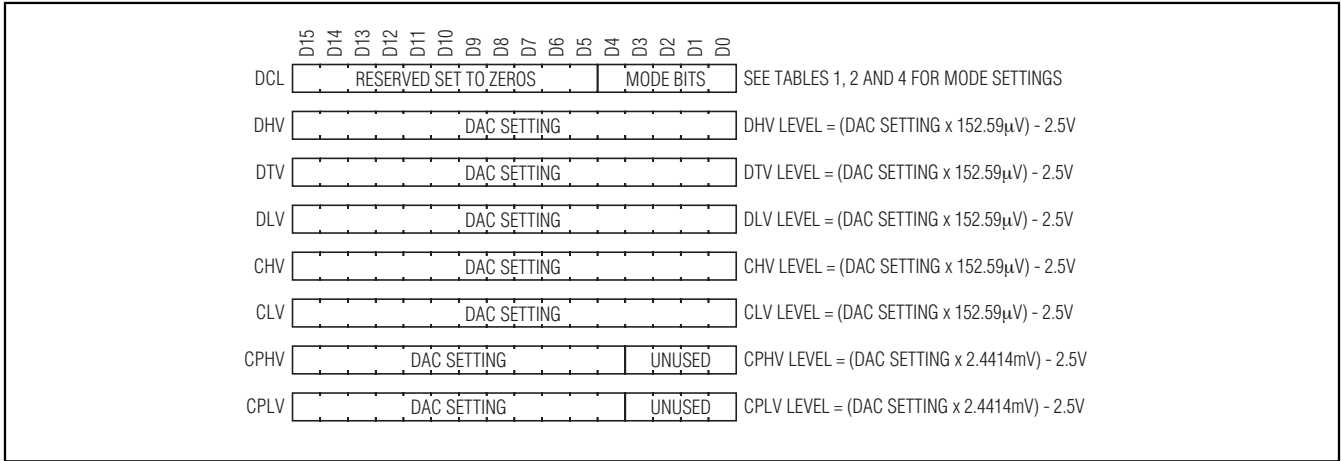 D15 D14 D13 D12 D11 D10 D9 D8 D7 D6 D5 D4 D3 D2 D1 D0
DCL RESERVED SET TO ZEROS MODE BITS SEE TABLES 1, 2 AND 4 FOR MODE SETTINGS
DHV DAC SETTING DHV LEVEL = (DAC SETTING x 152.59μV) - 2.5V
DTV DAC SETTING DTV LEVEL = (DAC SETTING x 152.59μV) - 2.5V
DLV DAC SETTING DLV LEVEL = (DAC SETTING x 152.59μV) - 2.5V
CHV DAC SETTING CHV LEVEL = (DAC SETTING x 152.59μV) - 2.5V
CLV DAC SETTING CLV LEVEL = (DAC SETTING x 152.59μV) - 2.5V
CPHV DAC SETTING UNUSED CPHV LEVEL = (DAC SETTING x 2.4414mV) - 2.5V
CPLV DAC SETTING UNUSED CPLV LEVEL = (DAC SETTING x 2.4414mV) - 2.5V